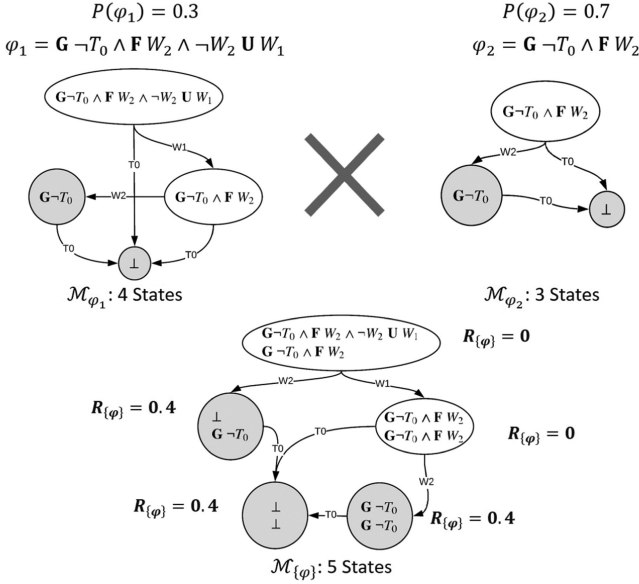 P(φ₁) = 0.3
φ₁ = G ¬T₀ ∧ F W₂ ∧ ¬W₂ U W₁
G¬T₀ ∧ F W₂ ∧ ¬W₂ U W₁
W1
T0
G¬T₀
W2
G¬T₀ ∧ F W₂
T0
T0
⊥
ℳφ₁: 4 States
P(φ₂) = 0.7
φ₂ = G ¬T₀ ∧ F W₂
G¬T₀ ∧ F W₂
W2
T0
G¬T₀
T0
⊥
ℳφ₂: 3 States
G¬T₀ ∧ F W₂ ∧ ¬W₂ U W₁
G ¬T₀ ∧ F W₂
R{φ} = 0
W2
W1
R{φ} = 0.4
⊥
G ¬T₀
T0
T0
G¬T₀ ∧ F W₂
G¬T₀ ∧ F W₂
R{φ} = 0
W2
R{φ} = 0.4
⊥
⊥
T0
G ¬T₀
G ¬T₀
R{φ} = 0.4
ℳ{φ}: 5 States